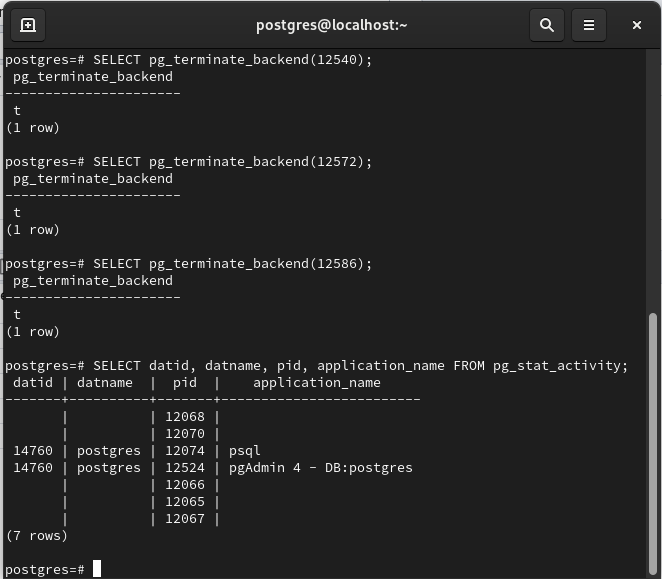 postgres@localhost:~
postgres=# SELECT pg_terminate_backend(12540);
 pg_terminate_backend
----------------------
 t
(1 row)

postgres=# SELECT pg_terminate_backend(12572);
 pg_terminate_backend
----------------------
 t
(1 row)

postgres=# SELECT pg_terminate_backend(12586);
 pg_terminate_backend
----------------------
 t
(1 row)

postgres=# SELECT datid, datname, pid, application_name FROM pg_stat_activity;
 datid | datname  |  pid  |    application_name
-------+----------+-------+-------------------------
       |          | 12068 |
       |          | 12070 |
 14760 | postgres | 12074 | psql
 14760 | postgres | 12524 | pgAdmin 4 - DB:postgres
       |          | 12066 |
       |          | 12065 |
       |          | 12067 |
(7 rows)

postgres=#